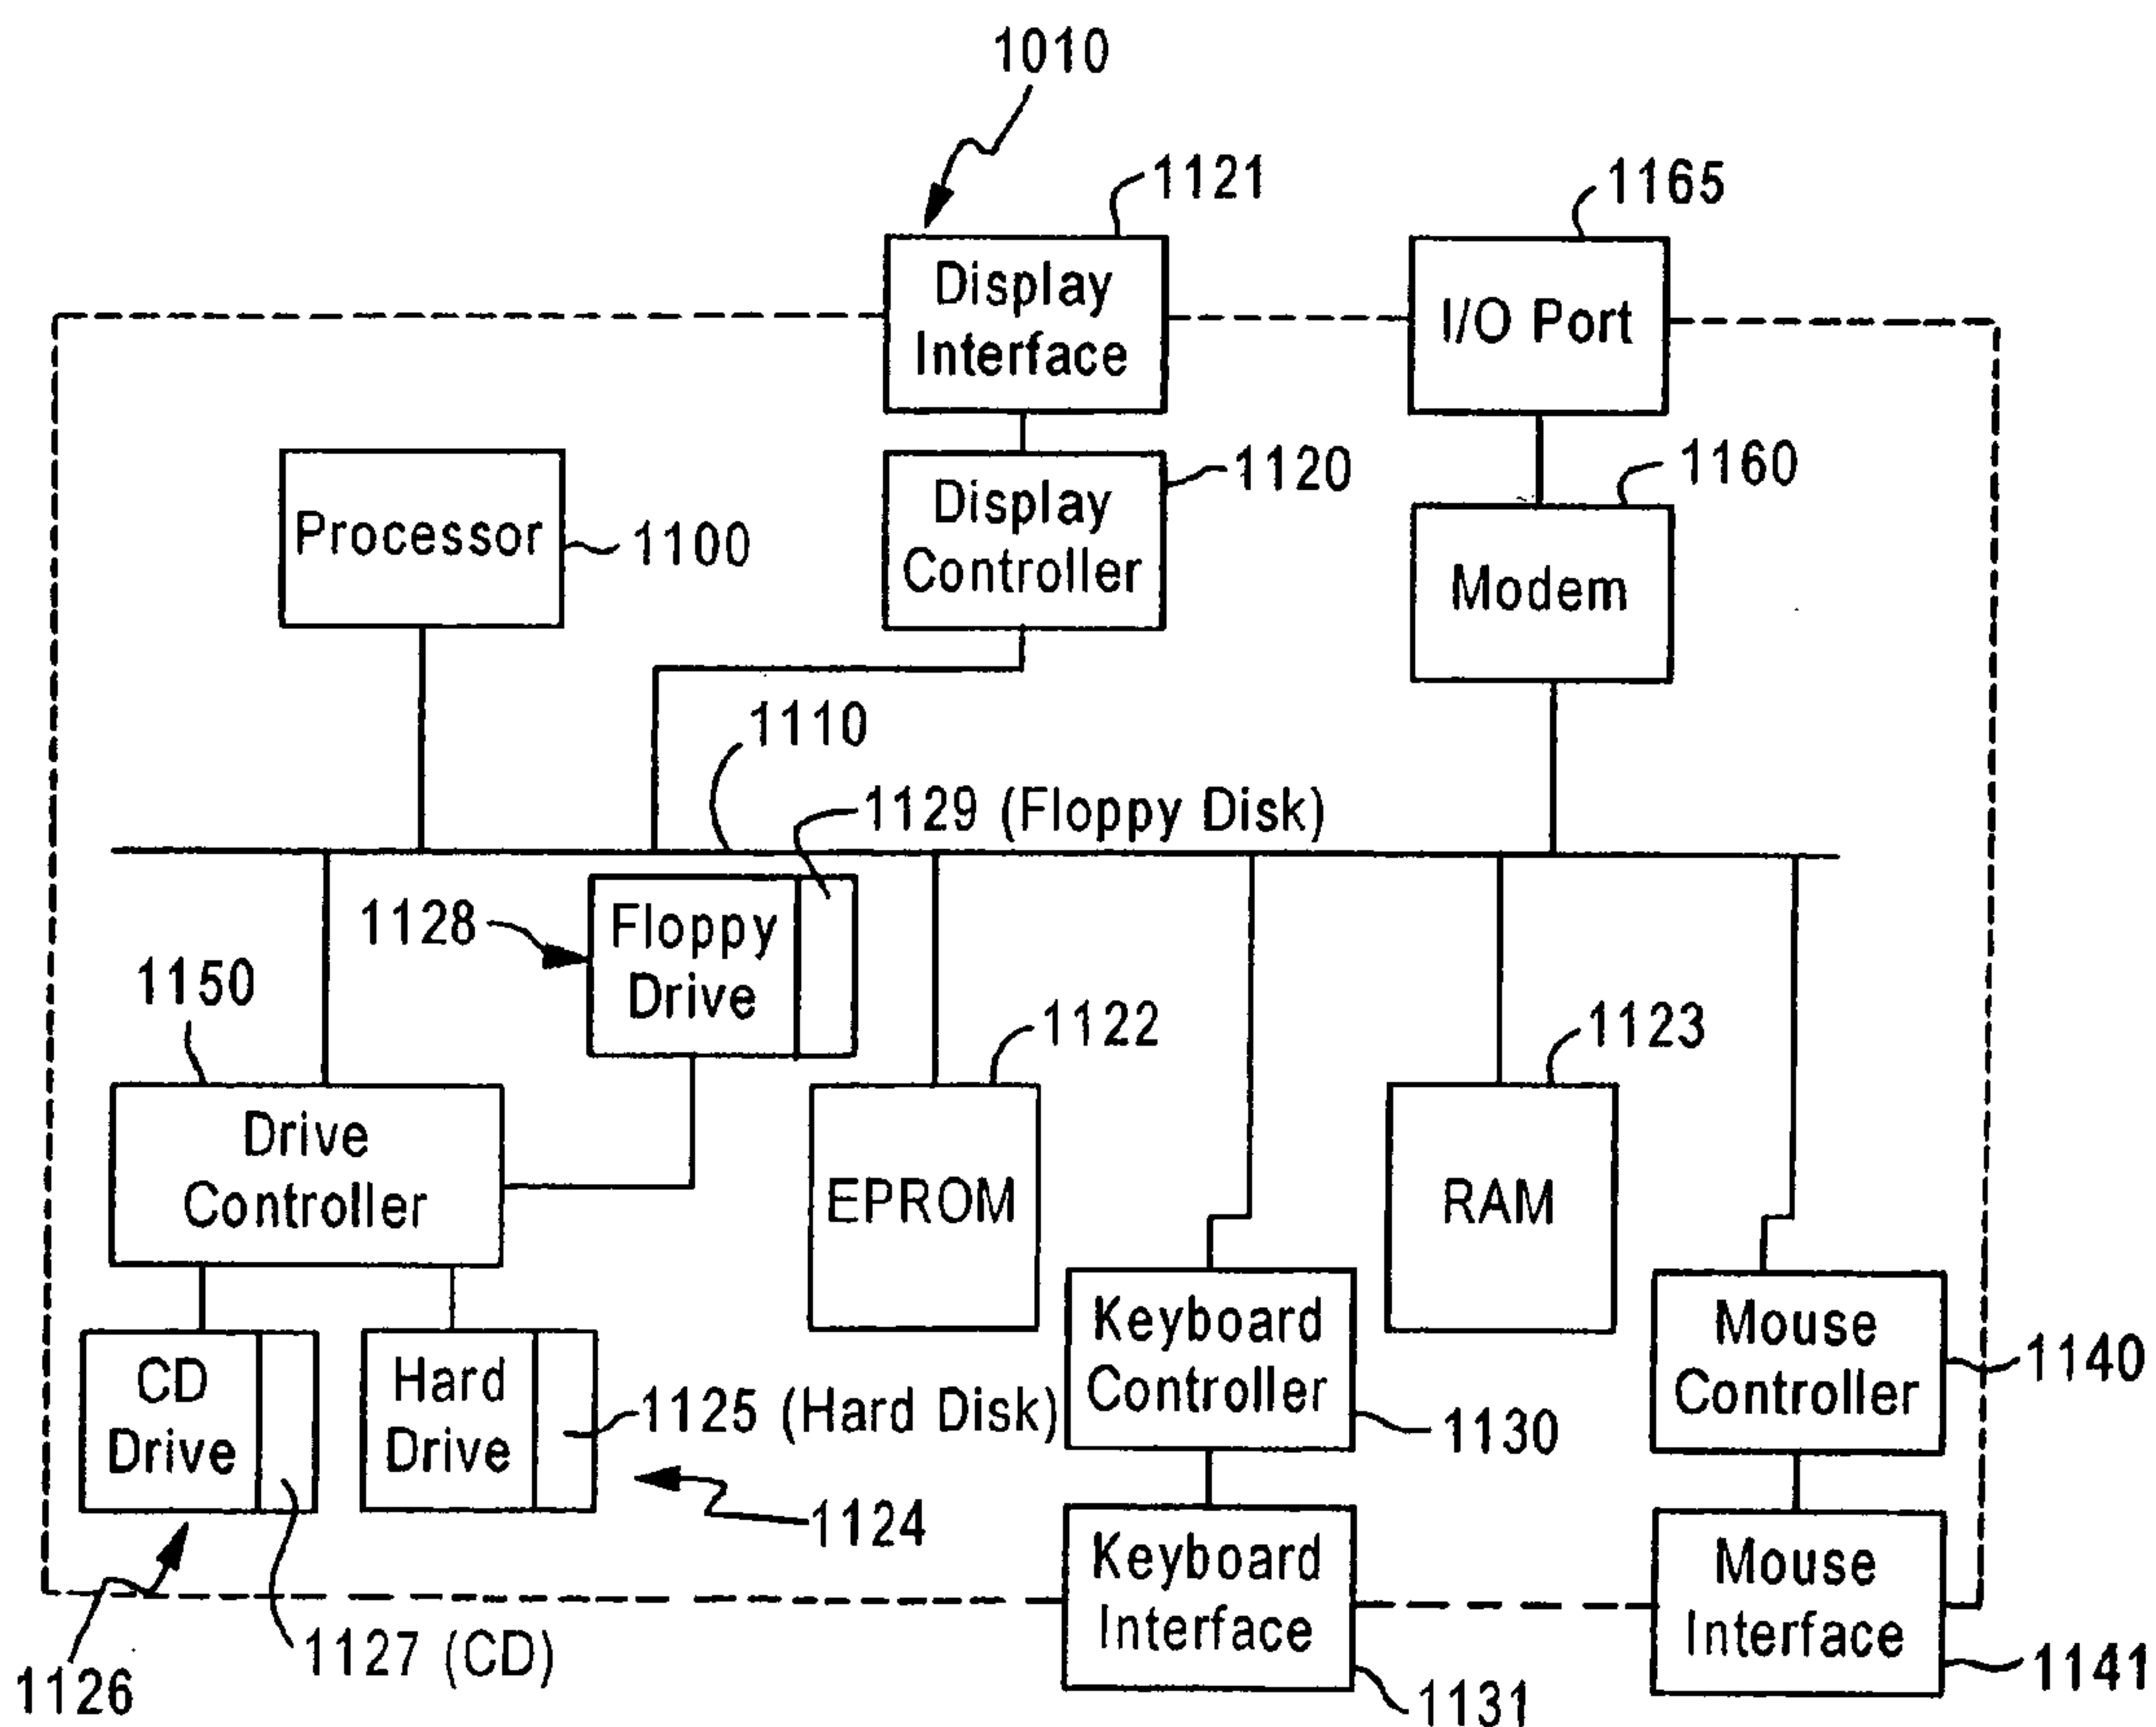 1010
1121
1165
Display
Interface
I/O Port
1120
1160
Display
Controller
Processor
1100
Modem
1110
1129 (Floppy Disk)
1128
Floppy
Drive
1150
1122
1123
Drive
Controller
EPROM
RAM
Keyboard
Controller
Mouse
Controller
1140
CD
Drive
Hard
Drive
1125 (Hard Disk)
1130
1124
Keyboard
Interface
Mouse
Interface
1127 (CD)
1126
1131
1141